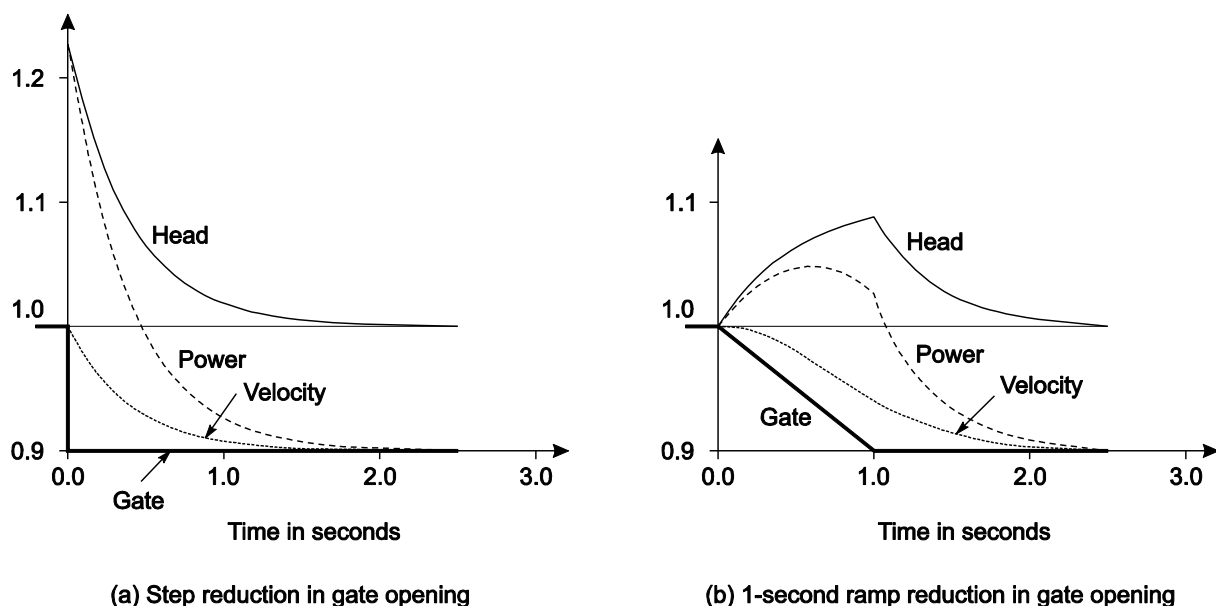 1.2
1.1
1.0
0.9
Head
Power
Velocity
Gate
0.0
1.0
2.0
3.0
Time in seconds
(a) Step reduction in gate opening
1.1
1.0
0.9
Head
Power
Velocity
Gate
0.0
1.0
2.0
3.0
Time in seconds
(b) 1-second ramp reduction in gate opening